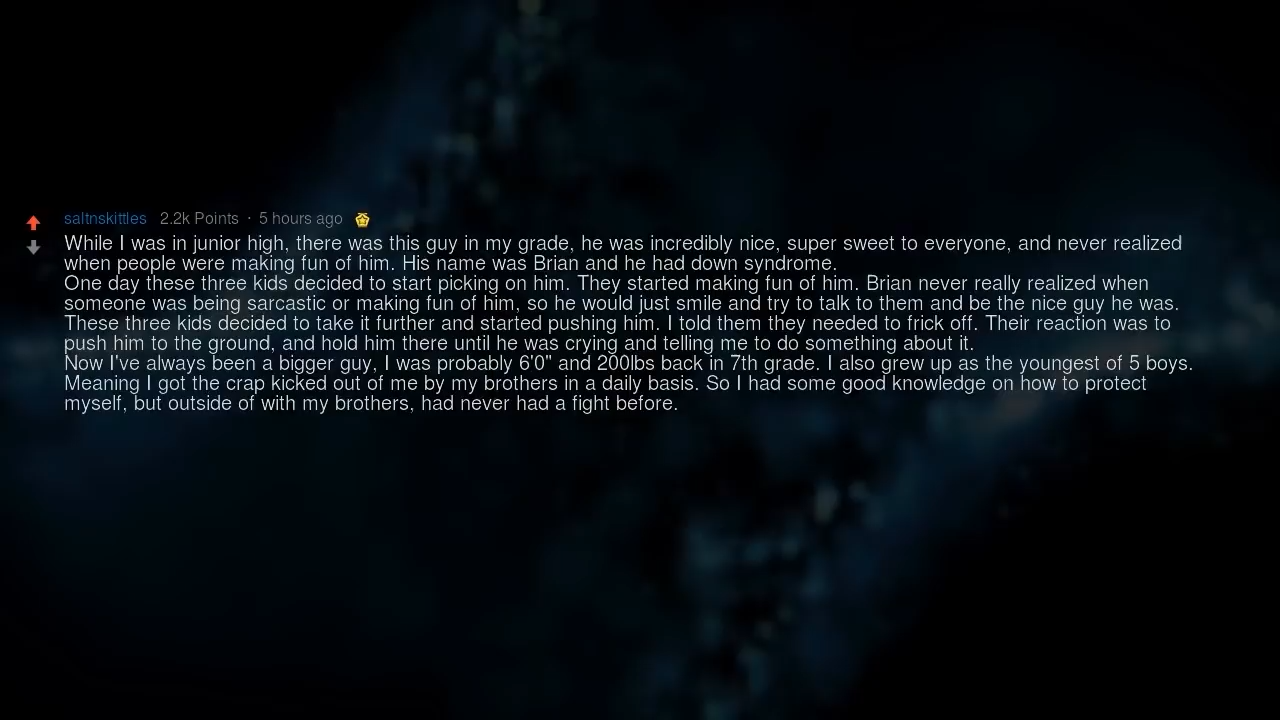 saltnskittles 2.2k Points · 5 hours ago
While I was in junior high, there was this guy in my grade, he was incredibly nice, super sweet to everyone, and never realized
when people were making fun of him. His name was Brian and he had down syndrome.
One day these three kids decided to start picking on him. They started making fun of him. Brian never really realized when
someone was being sarcastic or making fun of him, so he would just smile and try to talk to them and be the nice guy he was.
These three kids decided to take it further and started pushing him. I told them they needed to frick off. Their reaction was to
push him to the ground, and hold him there until he was crying and telling me to do something about it.
Now I've always been a bigger guy, I was probably 6'0" and 200lbs back in 7th grade. I also grew up as the youngest of 5 boys.
Meaning I got the crap kicked out of me by my brothers in a daily basis. So I had some good knowledge on how to protect
myself, but outside of with my brothers, had never had a fight before.